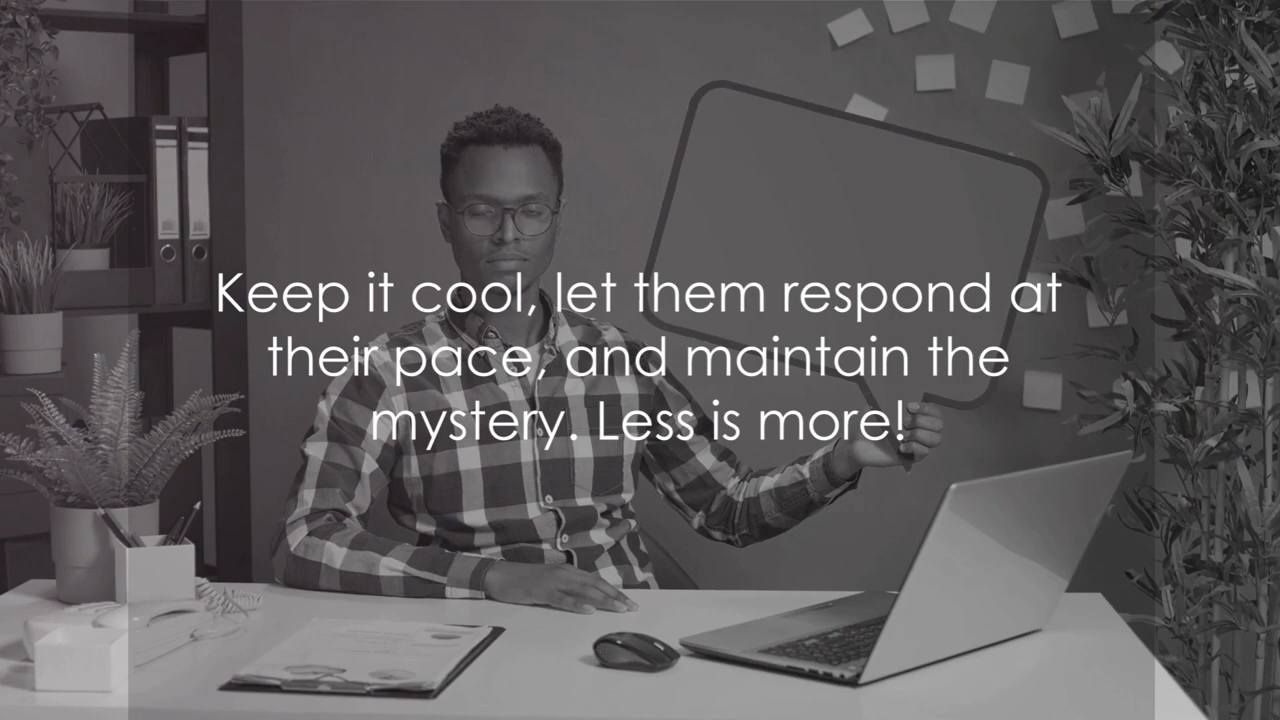 Keep it cool, let them respond at
their pace, and maintain the
mystery. Less is more!